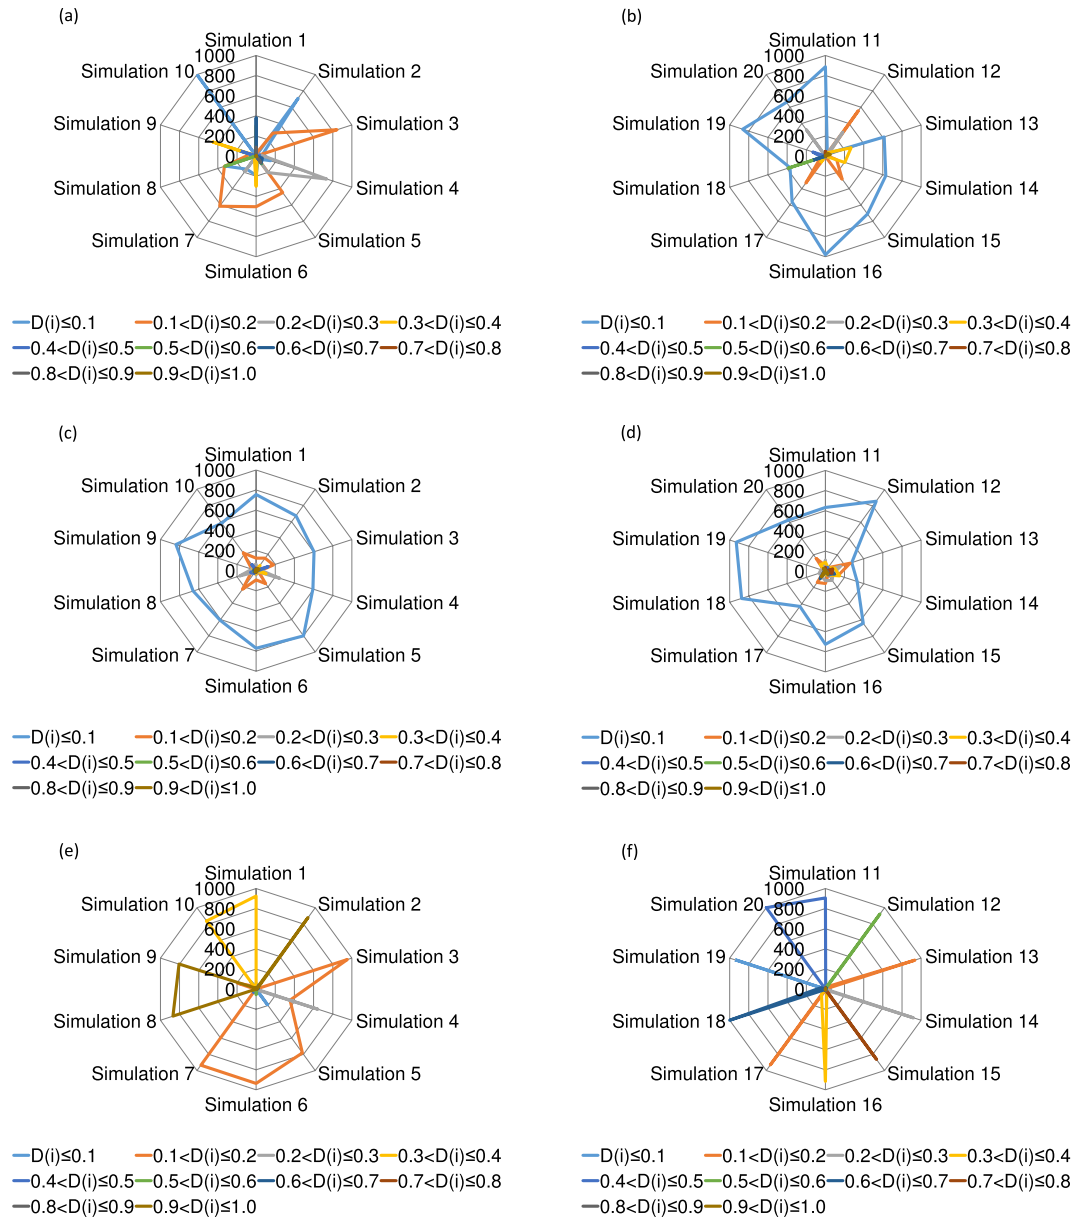 (a)
Simulation 1
1000
Simulation 10
Simulation 2
800
600
Simulation 9
Simulation 3
400
200
0
Simulation 8
Simulation 4
Simulation 7
Simulation 5
Simulation 6
D(i)≤0.1 0.1<D(i)≤0.2 0.2<D(i)≤0.3 0.3<D(i)≤0.4
0.4<D(i)≤0.5 0.5<D(i)≤0.6 0.6<D(i)≤0.7 0.7<D(i)≤0.8
0.8<D(i)≤0.9 0.9<D(i)≤1.0
(b)
Simulation 11
1000
Simulation 20
Simulation 12
800
600
Simulation 19
Simulation 13
400
200
0
Simulation 18
Simulation 14
Simulation 17
Simulation 15
Simulation 16
D(i)≤0.1 0.1<D(i)≤0.2 0.2<D(i)≤0.3 0.3<D(i)≤0.4
0.4<D(i)≤0.5 0.5<D(i)≤0.6 0.6<D(i)≤0.7 0.7<D(i)≤0.8
0.8<D(i)≤0.9 0.9<D(i)≤1.0
(c)
Simulation 1
1000
Simulation 10
Simulation 2
800
600
Simulation 9
Simulation 3
400
200
0
Simulation 8
Simulation 4
Simulation 7
Simulation 5
Simulation 6
D(i)≤0.1 0.1<D(i)≤0.2 0.2<D(i)≤0.3 0.3<D(i)≤0.4
0.4<D(i)≤0.5 0.5<D(i)≤0.6 0.6<D(i)≤0.7 0.7<D(i)≤0.8
0.8<D(i)≤0.9 0.9<D(i)≤1.0
(d)
Simulation 11
1000
Simulation 20
Simulation 12
800
600
Simulation 19
Simulation 13
400
200
0
Simulation 18
Simulation 14
Simulation 17
Simulation 15
Simulation 16
D(i)≤0.1 0.1<D(i)≤0.2 0.2<D(i)≤0.3 0.3<D(i)≤0.4
0.4<D(i)≤0.5 0.5<D(i)≤0.6 0.6<D(i)≤0.7 0.7<D(i)≤0.8
0.8<D(i)≤0.9 0.9<D(i)≤1.0
(e)
Simulation 1
1000
Simulation 10
Simulation 2
800
600
Simulation 9
Simulation 3
400
200
0
Simulation 8
Simulation 4
Simulation 7
Simulation 5
Simulation 6
D(i)≤0.1 0.1<D(i)≤0.2 0.2<D(i)≤0.3 0.3<D(i)≤0.4
0.4<D(i)≤0.5 0.5<D(i)≤0.6 0.6<D(i)≤0.7 0.7<D(i)≤0.8
0.8<D(i)≤0.9 0.9<D(i)≤1.0
(f)
Simulation 11
1000
Simulation 20
Simulation 12
800
600
Simulation 19
Simulation 13
400
200
0
Simulation 18
Simulation 14
Simulation 17
Simulation 15
Simulation 16
D(i)≤0.1 0.1<D(i)≤0.2 0.2<D(i)≤0.3 0.3<D(i)≤0.4
0.4<D(i)≤0.5 0.5<D(i)≤0.6 0.6<D(i)≤0.7 0.7<D(i)≤0.8
0.8<D(i)≤0.9 0.9<D(i)≤1.0